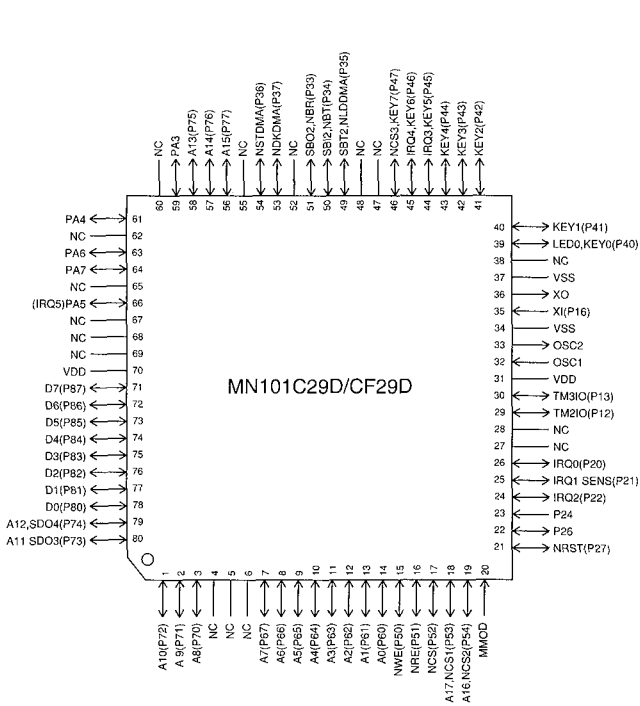 NC
PA3
A13(P75)
A14(P76)
A15(P77)
NC
NSTDMA(P36)
NDKDMA(P37)
NC
SBO2,NBR(P33)
SBI2,NBT(P34)
SBT2,NLDDMA(P35)
NC
NC
NCS3,KEY7(P47)
IRQ4,KEY6(P46)
IRQ3,KEY5(P45)
KEY4(P44)
KEY3(P43)
KEY2(P42)
60 59 58 57 56 55 54 53 52 51 50 49 48 47 46 45 44 43 42 41
PA4 61
NC 62
PA6 63
PA7 64
NC 65
(IRQ5)PA5 66
NC 67
NC 68
NC 69
VDD 70
D7(P87) 71
D6(P86) 72
D5(P85) 73
D4(P84) 74
D3(P83) 75
D2(P82) 76
D1(P81) 77
D0(P80) 78
A12,SDO4(P74) 79
A11 SDO3(P73) 80
MN101C29D/CF29D
40 KEY1(P41)
39 LED0,KEY0(P40)
38 NC
37 VSS
36 XO
35 XI(P16)
34 VSS
33 OSC2
32 OSC1
31 VDD
30 TM3IO(P13)
29 TM2IO(P12)
28 NC
27 NC
26 IRQ0(P20)
25 IRQ1 SENS(P21)
24 IRQ2(P22)
23 P24
22 P26
21 NRST(P27)
1 2 3 4 5 6 7 8 9 10 11 12 13 14 15 16 17 18 19 20
A10(P72)
A 9(P71)
A8(P70)
NC
NC
NC
A7(P67)
A6(P66)
A5(P65)
A4(P64)
A3(P63)
A2(P62)
A1(P61)
A0(P60)
NWE(P50)
NRE(P51)
NCS(P52)
A17,NCS1(P53)
A16,NCS2(P54)
MMOD